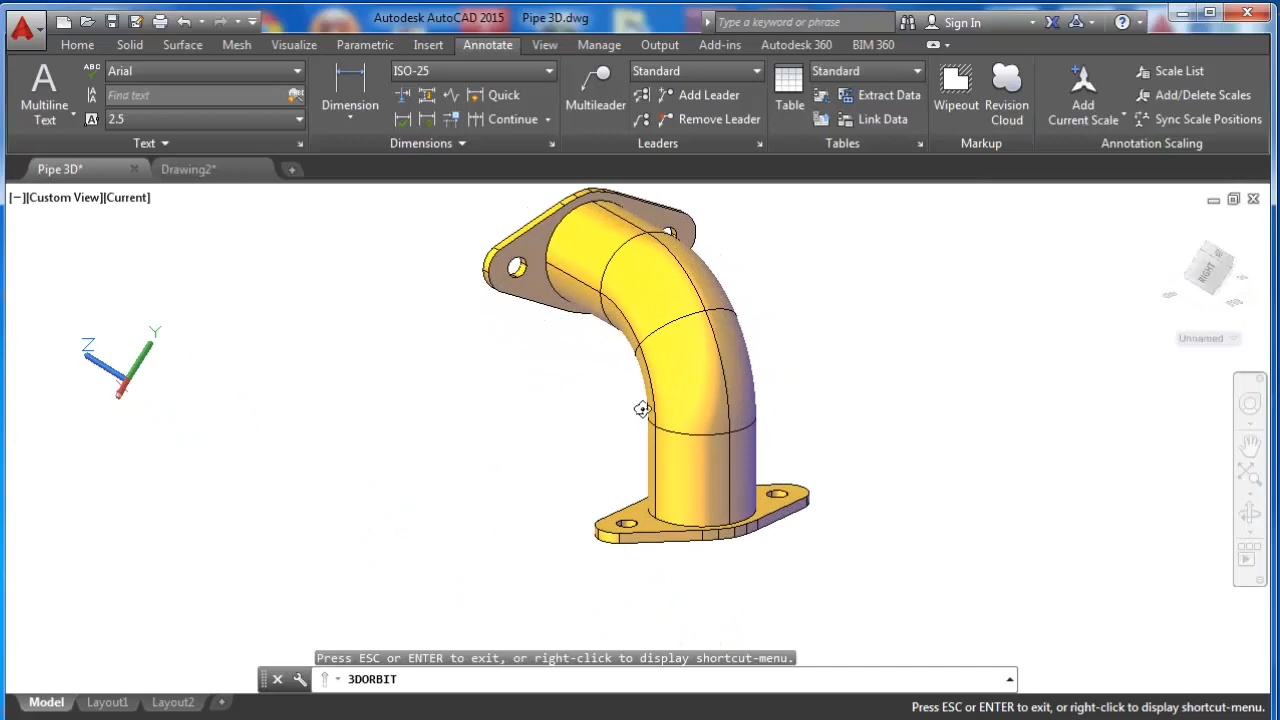 Autodesk AutoCAD 2015 Pipe 3D.dwg Type a keyword or phrase Sign In
Home Solid Surface Mesh Visualize Parametric Insert Annotate View Manage Output Add-ins Autodesk 360 BIM 360
A ABC Arial ISO-25 Standard Standard Scale List
Find text Quick Add Leader Extract Data Add/Delete Scales
Multiline Text Dimension Multileader Table Wipeout Revision Cloud Add Current Scale
A 2.5 Continue Remove Leader Link Data Sync Scale Positions
Text Dimensions Leaders Tables Markup Annotation Scaling
Pipe 3D* Drawing2*
[−][Custom View][Current]
RIGHT
Y
Z
Unnamed
Press ESC or ENTER to exit, or right-click to display shortcut-menu.
3DORBIT
Model Layout1 Layout2 Press ESC or ENTER to exit, or right-click to display shortcut-menu.